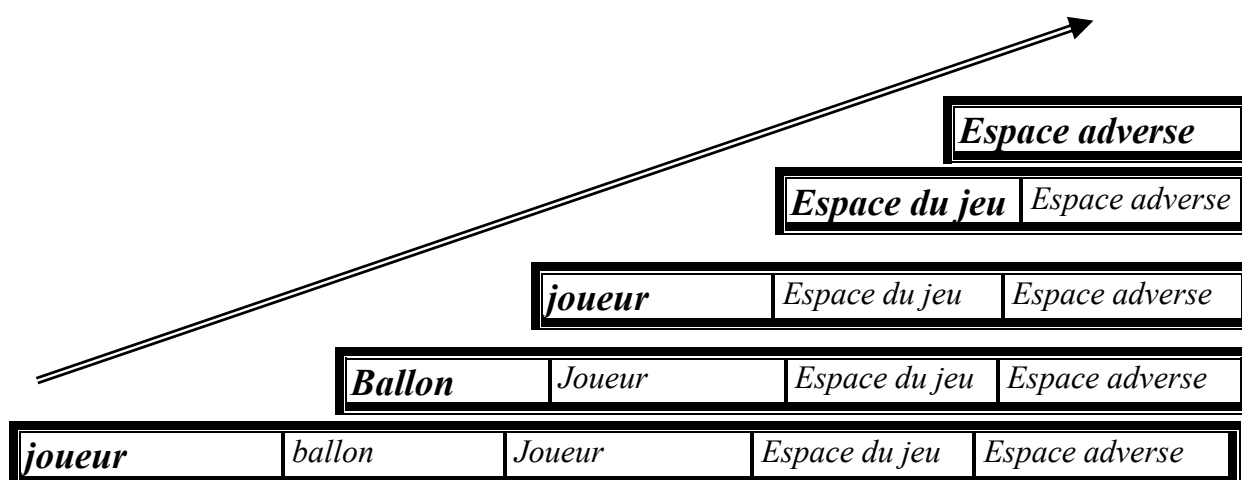 Espace adverse
Espace du jeu Espace adverse
joueur Espace du jeu Espace adverse
Ballon Joueur Espace du jeu Espace adverse
joueur ballon Joueur Espace du jeu Espace adverse